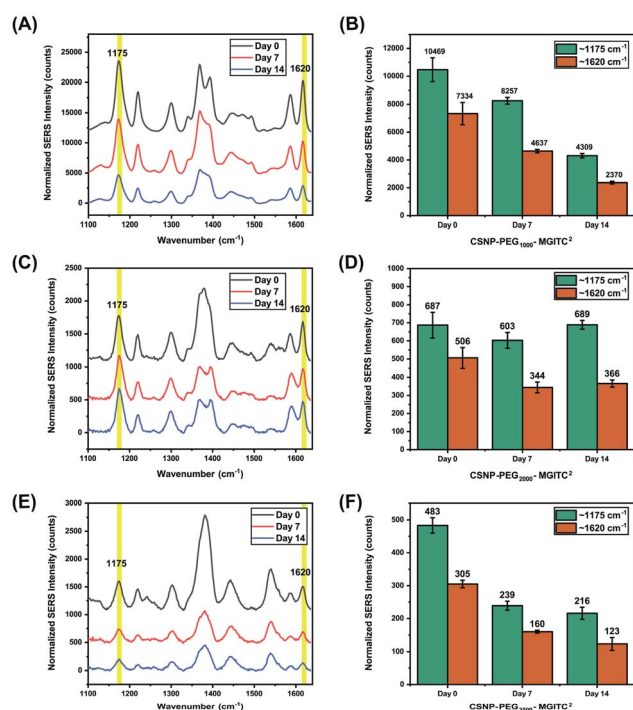 (A)
Day 0
Day 7
Day 14
1175
1620
Normalized SERS Intensity (counts)
25000
20000
15000
10000
5000
0
1100 1200 1300 1400 1500 1600
Wavenumber (cm-1)
(B)
~1175 cm-1
~1620 cm-1
Normalized SERS Intensity (counts)
12000
10000
8000
6000
4000
2000
0
10469
7334
8257
4637
4309
2370
Day 0 Day 7 Day 14
CSNP-PEG1000- MGITC2
(C)
Day 0
Day 7
Day 14
1175
1620
Normalized SERS Intensity (counts)
2500
2000
1500
1000
500
0
1100 1200 1300 1400 1500 1600
Wavenumber (cm-1)
(D)
~1175 cm-1
~1620 cm-1
Normalized SERS Intensity (counts)
1000
900
800
700
600
500
400
300
200
100
0
687
506
603
344
689
366
Day 0 Day 7 Day 14
CSNP-PEG2000- MGITC2
(E)
Day 0
Day 7
Day 14
1175
1620
Normalized SERS Intensity (counts)
3000
2500
2000
1500
1000
500
0
1100 1200 1300 1400 1500 1600
Wavenumber (cm-1)
(F)
~1175 cm-1
~1620 cm-1
Normalized SERS Intensity (counts)
500
400
300
200
100
0
483
305
239
160
216
123
Day 0 Day 7 Day 14